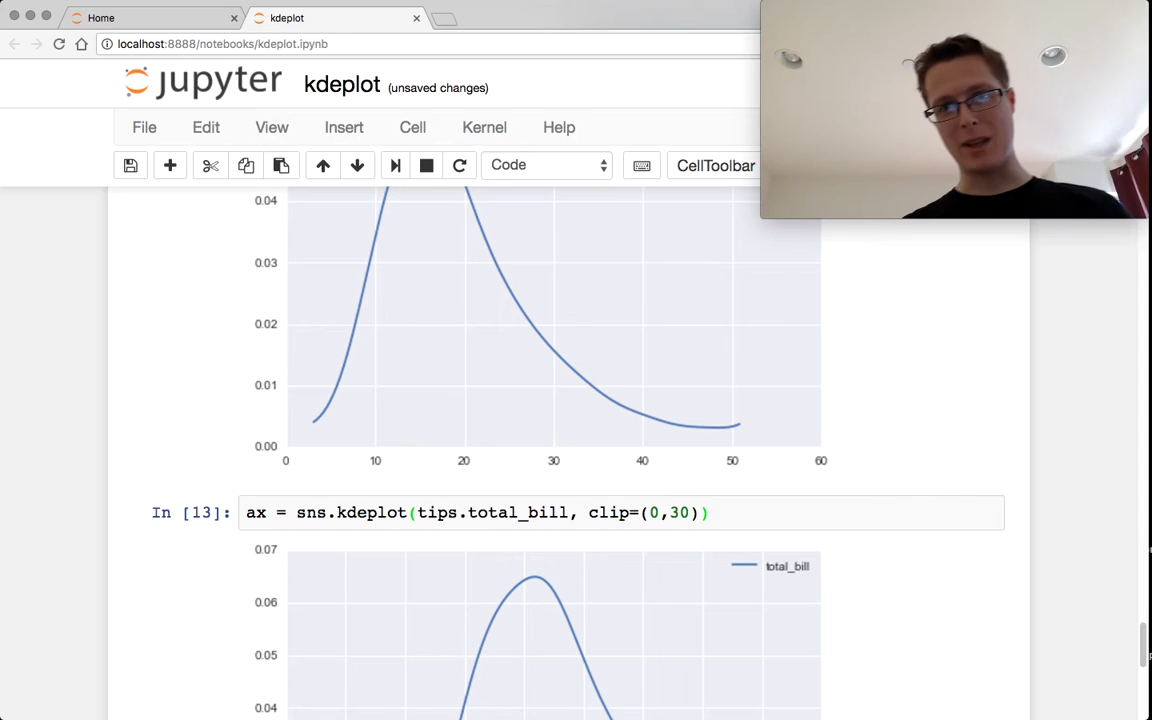 Home
kdeplot
localhost:8888/notebooks/kdeplot.ipynb
jupyter kdeplot (unsaved changes)
File Edit View Insert Cell Kernel Help
Code CellToolbar
0.04
0.03
0.02
0.01
0.00
0 10 20 30 40 50 60
In [13]: ax = sns.kdeplot(tips.total_bill, clip=(0,30))
0.07
total_bill
0.06
0.05
0.04